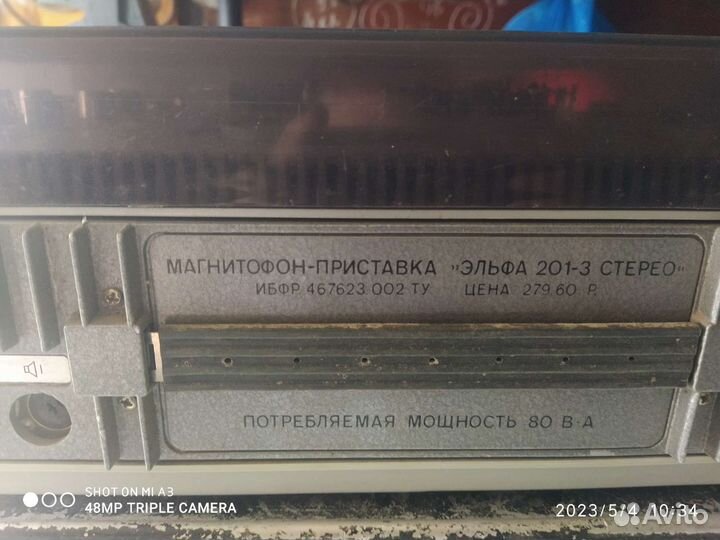 МАГНИТОФОН-ПРИСТАВКА „ЭЛЬФА 201-3 СТЕРЕО“
ИБФР. 467623.002 ТУ ЦЕНА 279.60 Р.
ПОТРЕБЛЯЕМАЯ МОЩНОСТЬ 80 В·А
SHOT ON MI A3
48MP TRIPLE CAMERA
2023/5/4 10:34
Avito